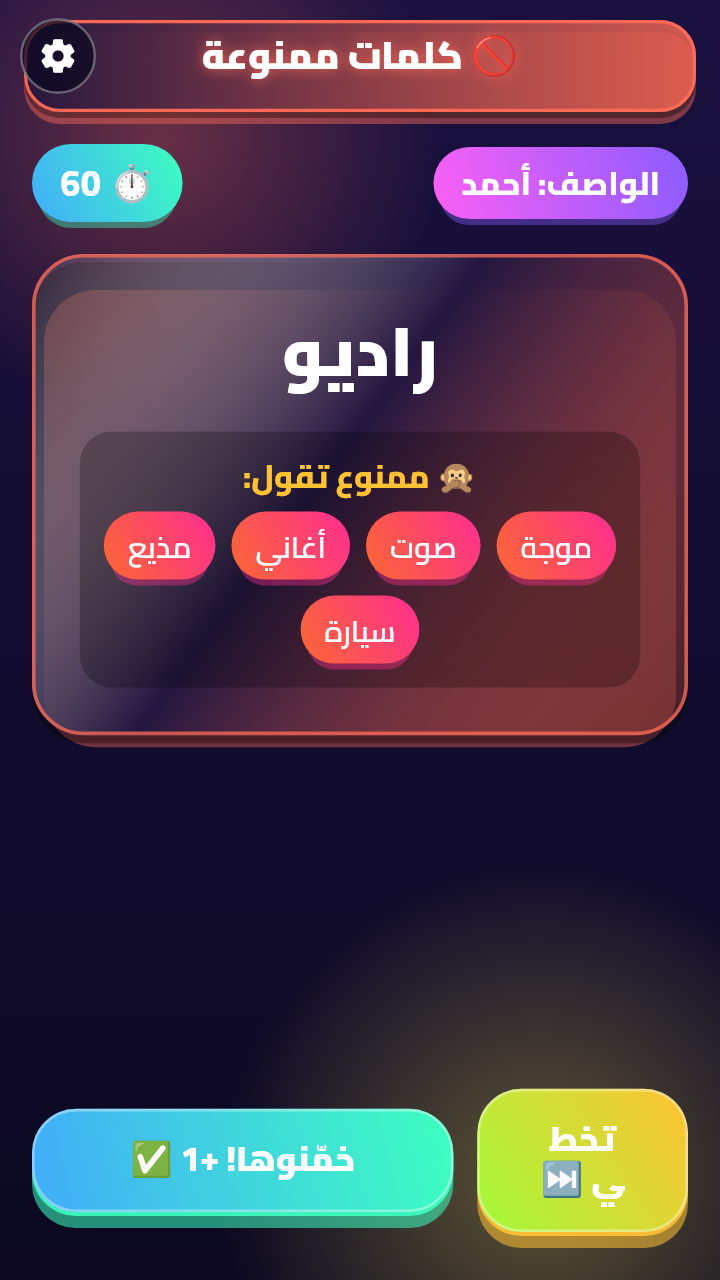 🚫 كلمات ممنوعة
الواصف: أحمد
⏱️ 60
راديو
🙊 ممنوع تقول:
موجة صوت أغاني مذيع
سيارة
تخط
ي ⏭️
خمّنوها! +1 ✅